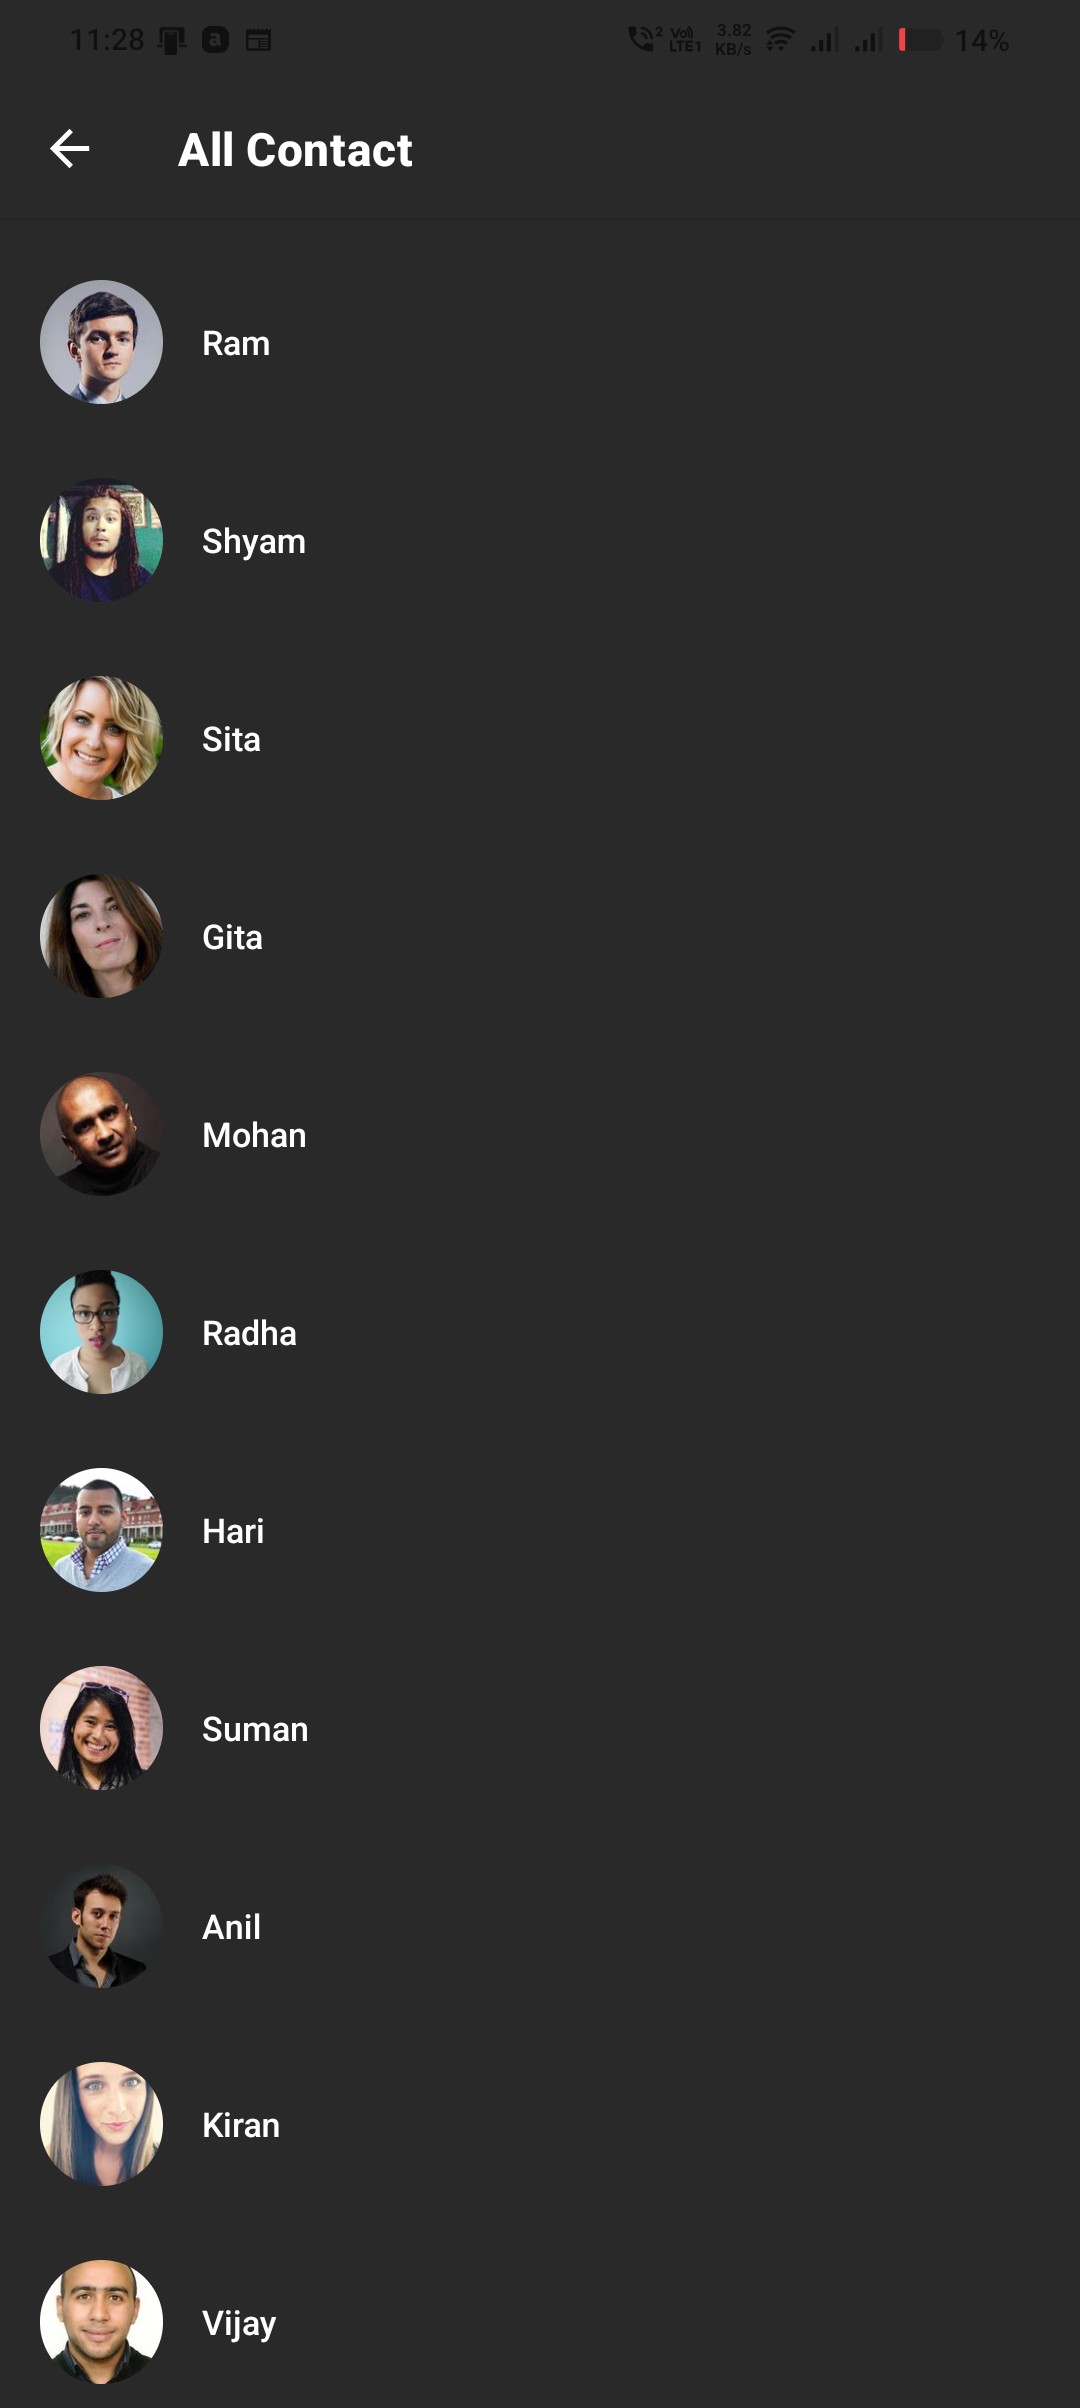 11:28 a 2 Vo) LTE1 3.82 KB/s 14%
All Contact
Ram
Shyam
Sita
Gita
Mohan
Radha
Hari
Suman
Anil
Kiran
Vijay